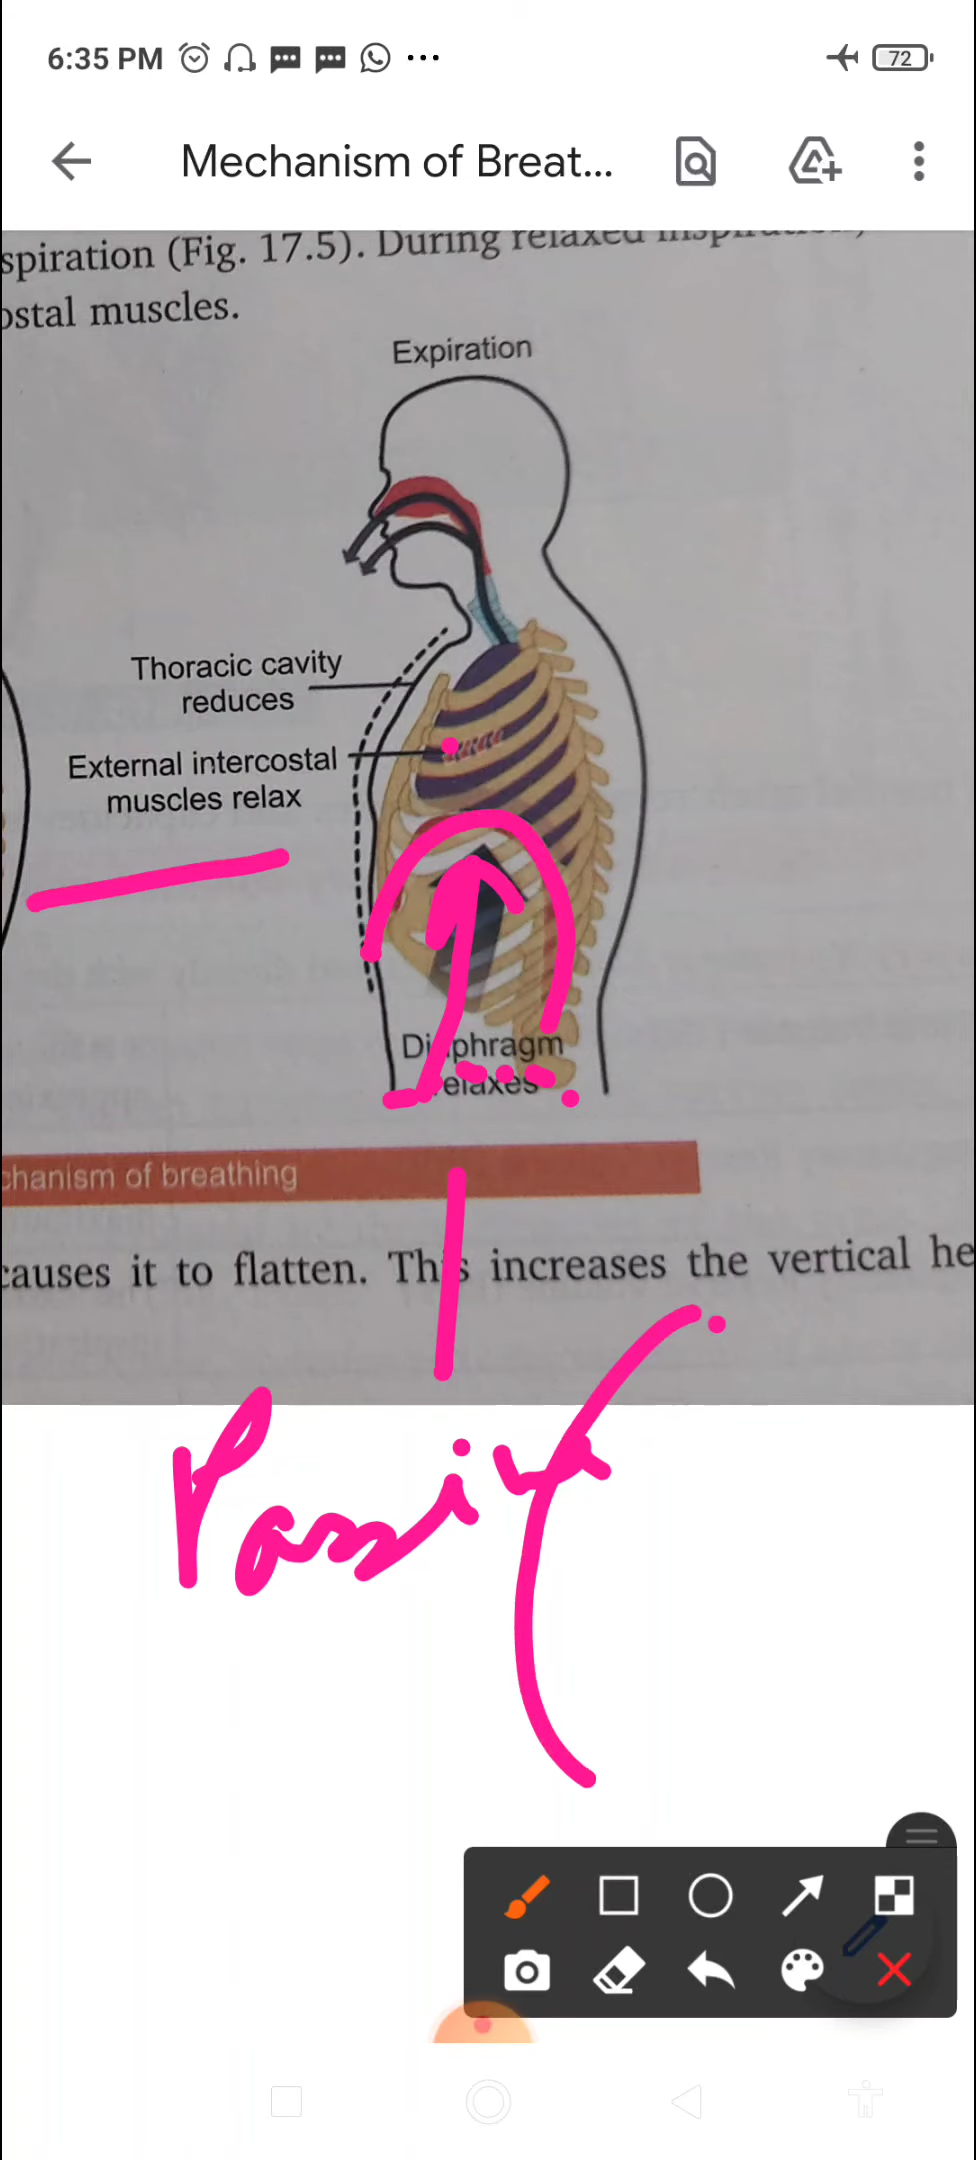 6:35 PM 72
Mechanism of Breat...
spiration (Fig. 17.5). During relaxed
ostal muscles.
Expiration
Thoracic cavity
reduces
External intercostal
muscles relax
Diaphragm
relaxes
chanism of breathing
causes it to flatten. This increases the vertical he
Passive